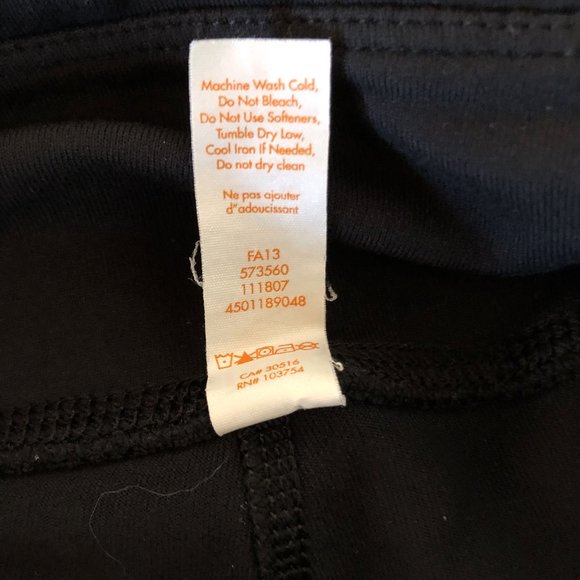 Machine Wash Cold,
Do Not Bleach,
Do Not Use Softeners,
Tumble Dry Low,
Cool Iron If Needed,
Do not dry clean
Ne pas ajouter
d"adoucissant
FA13
573560
111807
4501189048
CA# 30516
RN# 103754